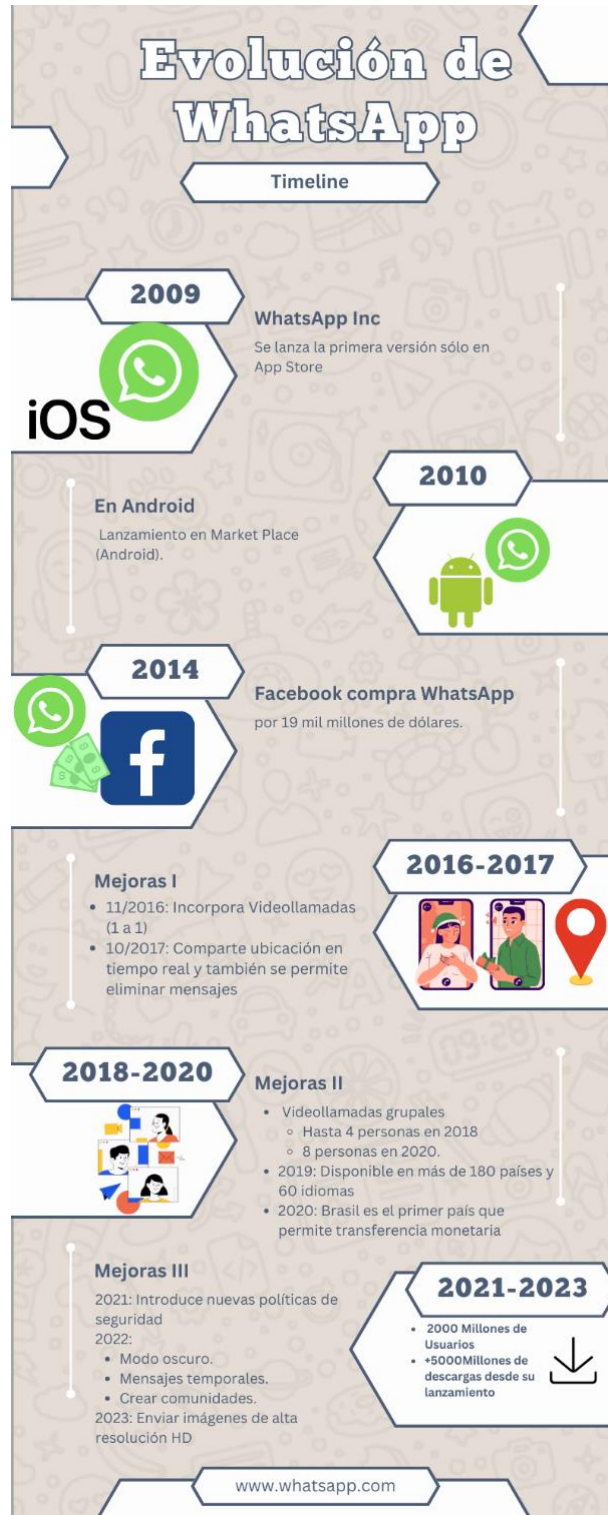 Evolución de
WhatsApp
Timeline
2009
WhatsApp Inc
Se lanza la primera versión sólo en
App Store
iOS
2010
En Android
Lanzamiento en Market Place
(Android).
2014
Facebook compra WhatsApp
por 19 mil millones de dólares.
2016-2017
Mejoras I
• 11/2016: Incorpora Videollamadas
(1 a 1)
• 10/2017: Comparte ubicación en
tiempo real y también se permite
eliminar mensajes
2018-2020
Mejoras II
• Videollamadas grupales
○ Hasta 4 personas en 2018
○ 8 personas en 2020.
• 2019: Disponible en más de 180 países y
60 idiomas
• 2020: Brasil es el primer país que
permite transferencia monetaria
Mejoras III
2021: Introduce nuevas políticas de
seguridad
2022:
• Modo oscuro.
• Mensajes temporales.
• Crear comunidades.
2023: Enviar imágenes de alta
resolución HD
2021-2023
• 2000 Millones de
Usuarios
• +5000Millones de
descargas desde su
lanzamiento
www.whatsapp.com